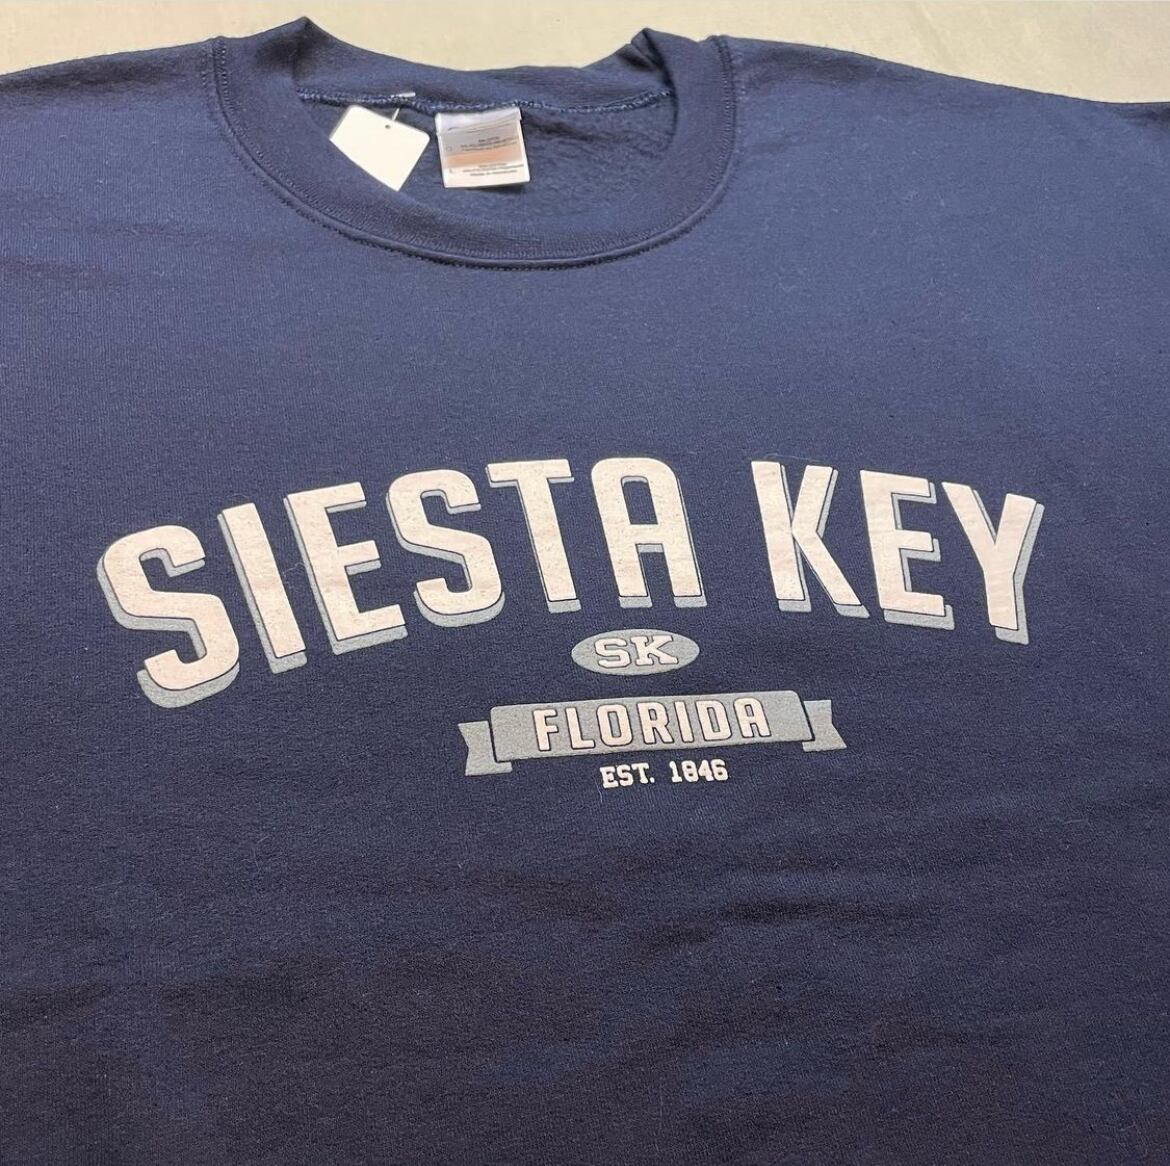 SIESTA KEY
SK
FLORIDA
EST. 1846